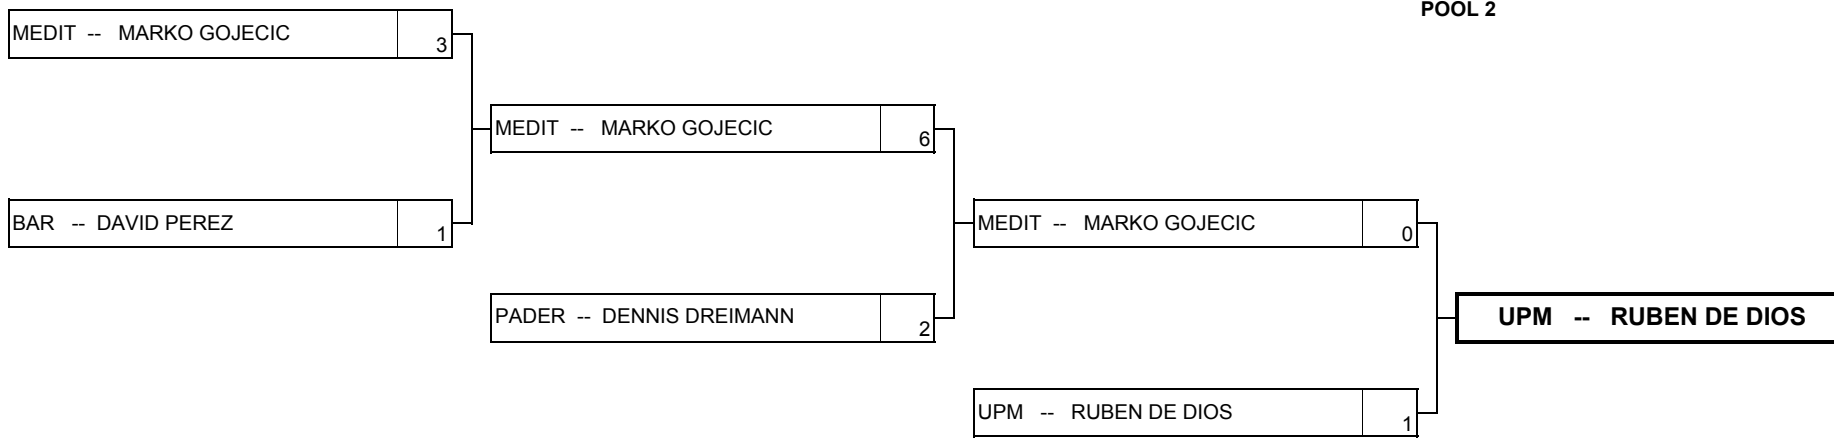 POOL 2
MEDIT -- MARKO GOJECIC 3
MEDIT -- MARKO GOJECIC 6
BAR -- DAVID PEREZ 1
MEDIT -- MARKO GOJECIC 0
PADER -- DENNIS DREIMANN 2
UPM -- RUBEN DE DIOS
UPM -- RUBEN DE DIOS 1